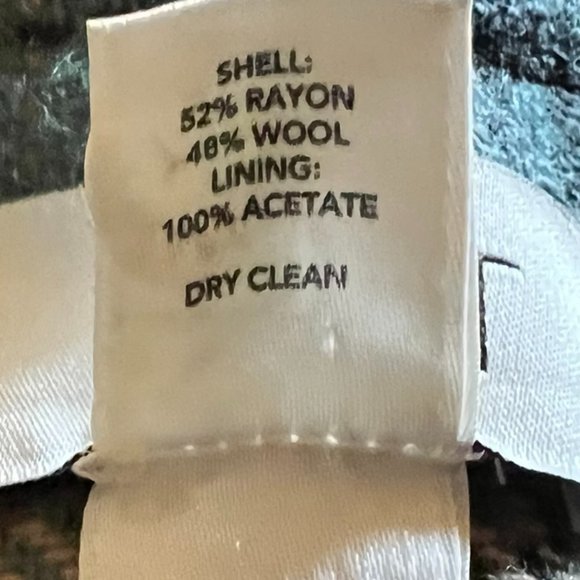 SHELL:
52% RAYON
48% WOOL
LINING:
100% ACETATE
DRY CLEAN